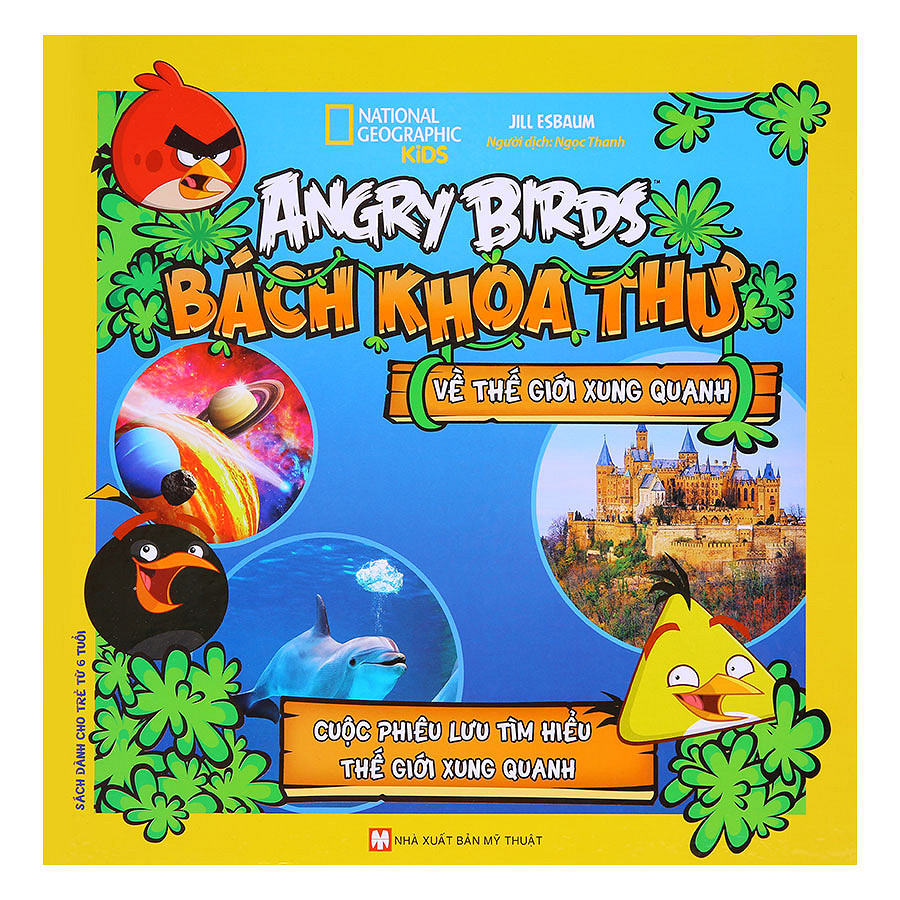 NATIONAL
GEOGRAPHIC
KiDS
JILL ESBAUM
Người dịch: Ngọc Thanh
ANGRY BIRDS™
BÁCH KHOA THƯ
VỀ THẾ GIỚI XUNG QUANH
SÁCH DÀNH CHO TRẺ TỪ 6 TUỔI
CUỘC PHIÊU LƯU TÌM HIỂU
THẾ GIỚI XUNG QUANH
NHÀ XUẤT BẢN MỸ THUẬT